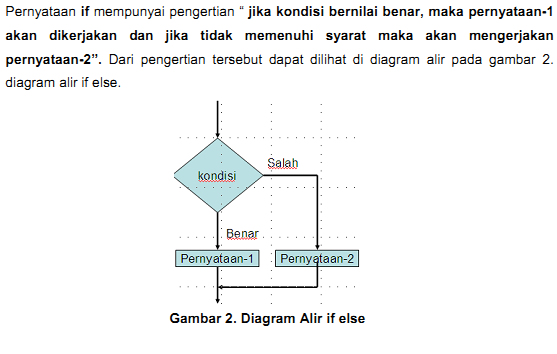 Pernyataan if mempunyai pengertian “ jika kondisi bernilai benar, maka pernyataan-1
akan dikerjakan dan jika tidak memenuhi syarat maka akan mengerjakan
pernyataan-2”. Dari pengertian tersebut dapat dilihat di diagram alir pada gambar 2.
diagram alir if else.
Salah
kondisi
Benar
Pernyataan-1 Pernyataan-2
Gambar 2. Diagram Alir if else